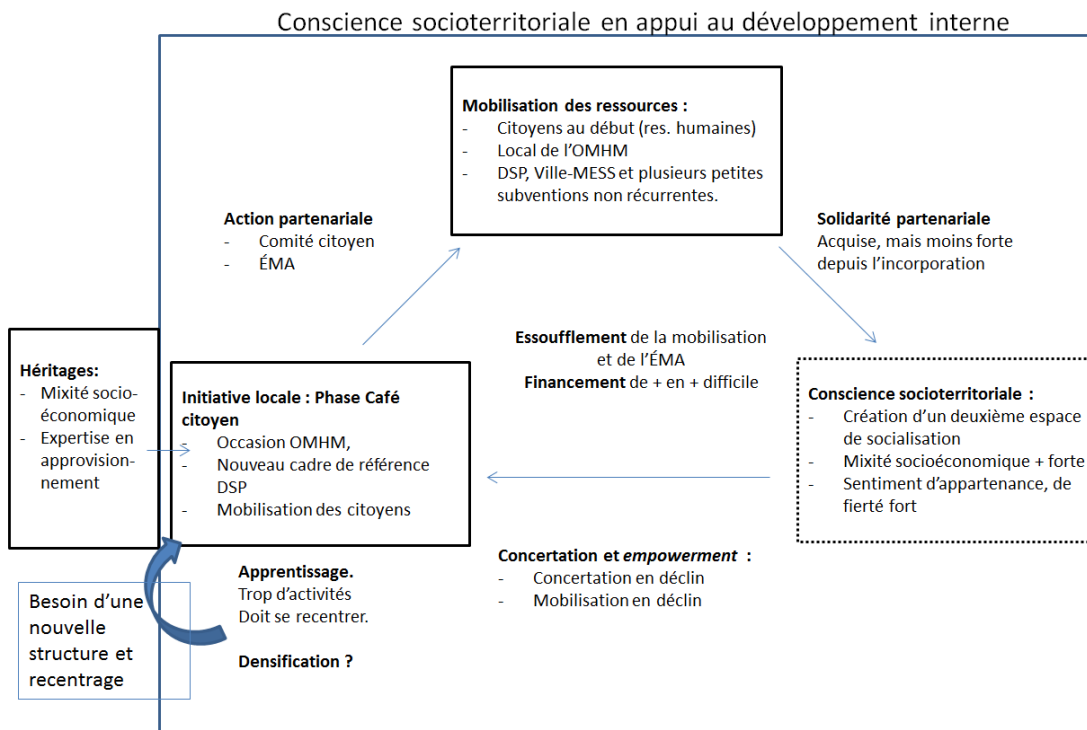 Conscience socioterritoriale en appui au développement interne
Mobilisation des ressources :
- Citoyens au début (res. humaines)
- Local de l’OMHM
- DSP, Ville-MESS et plusieurs petites
subventions non récurrentes.
Action partenariale
- Comité citoyen
- ÉMA
Solidarité partenariale
Acquise, mais moins forte
depuis l’incorporation
Essoufflement de la mobilisation
et de l’ÉMA
Financement de + en + difficile
Héritages:
- Mixité socio-
économique
- Expertise en
approvision-
nement
Initiative locale : Phase Café
citoyen
- Occasion OMHM,
- Nouveau cadre de référence
DSP
- Mobilisation des citoyens
Conscience socioterritoriale :
- Création d’un deuxième espace
de socialisation
- Mixité socioéconomique + forte
- Sentiment d’appartenance, de
fierté fort
Concertation et empowerment :
- Concertation en déclin
- Mobilisation en déclin
Apprentissage.
Trop d’activités
Doit se recentrer.
Densification ?
Besoin d’une
nouvelle
structure et
recentrage